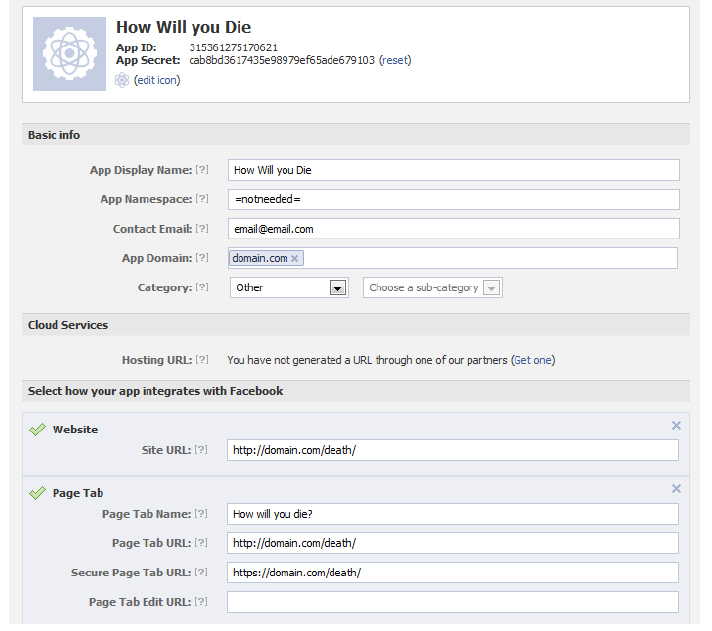 How Will you Die
App ID: 315361275170621
App Secret: cab8bd3617435e98979ef65ade679103 (reset)
(edit icon)
Basic info
App Display Name: [?] How Will you Die
App Namespace: [?] =notneeded=
Contact Email: [?] email@email.com
App Domain: [?] domain.com ×
Category: [?] Other Choose a sub-category
Cloud Services
Hosting URL: [?] You have not generated a URL through one of our partners (Get one)
Select how your app integrates with Facebook
Website
Site URL: [?] http://domain.com/death/
Page Tab
Page Tab Name: [?] How will you die?
Page Tab URL: [?] http://domain.com/death/
Secure Page Tab URL: [?] https://domain.com/death/
Page Tab Edit URL: [?]